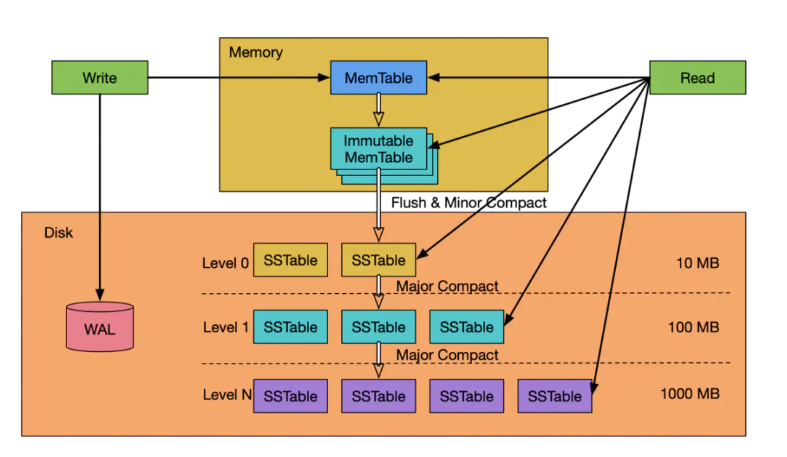 Memory
Write
MemTable
Read
Immutable
MemTable
Flush & Minor Compact
Disk
Level 0
SSTable
SSTable
10 MB
Major Compact
WAL
Level 1
SSTable
SSTable
SSTable
100 MB
Major Compact
Level N
SSTable
SSTable
SSTable
SSTable
1000 MB